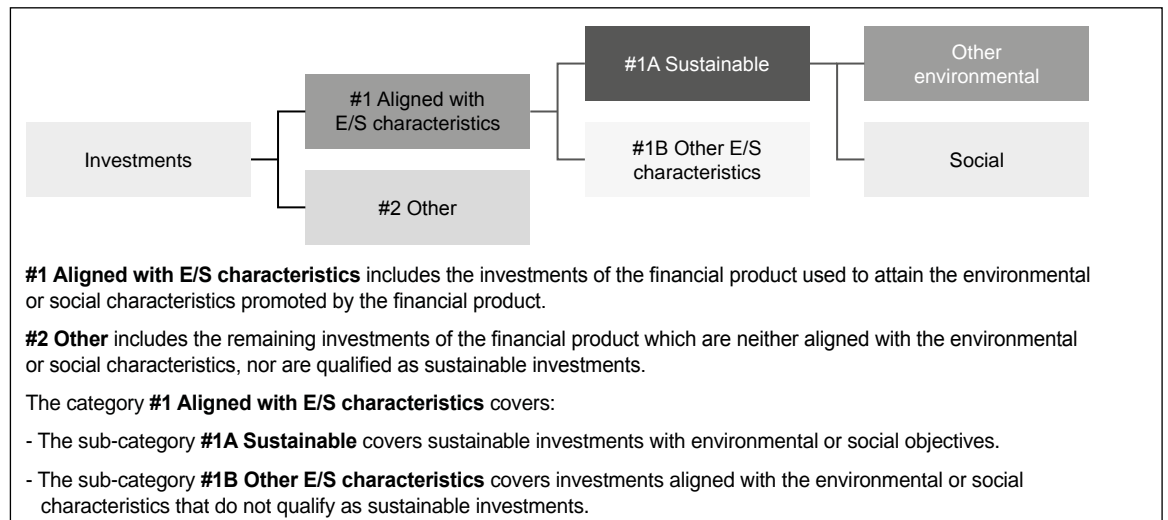 Investments
#1 Aligned with
E/S characteristics
#2 Other
#1A Sustainable
#1B Other E/S
characteristics
Other
environmental
Social
#1 Aligned with E/S characteristics includes the investments of the financial product used to attain the environmental
or social characteristics promoted by the financial product.
#2 Other includes the remaining investments of the financial product which are neither aligned with the environmental
or social characteristics, nor are qualified as sustainable investments.
The category #1 Aligned with E/S characteristics covers:
- The sub-category #1A Sustainable covers sustainable investments with environmental or social objectives.
- The sub-category #1B Other E/S characteristics covers investments aligned with the environmental or social
characteristics that do not qualify as sustainable investments.